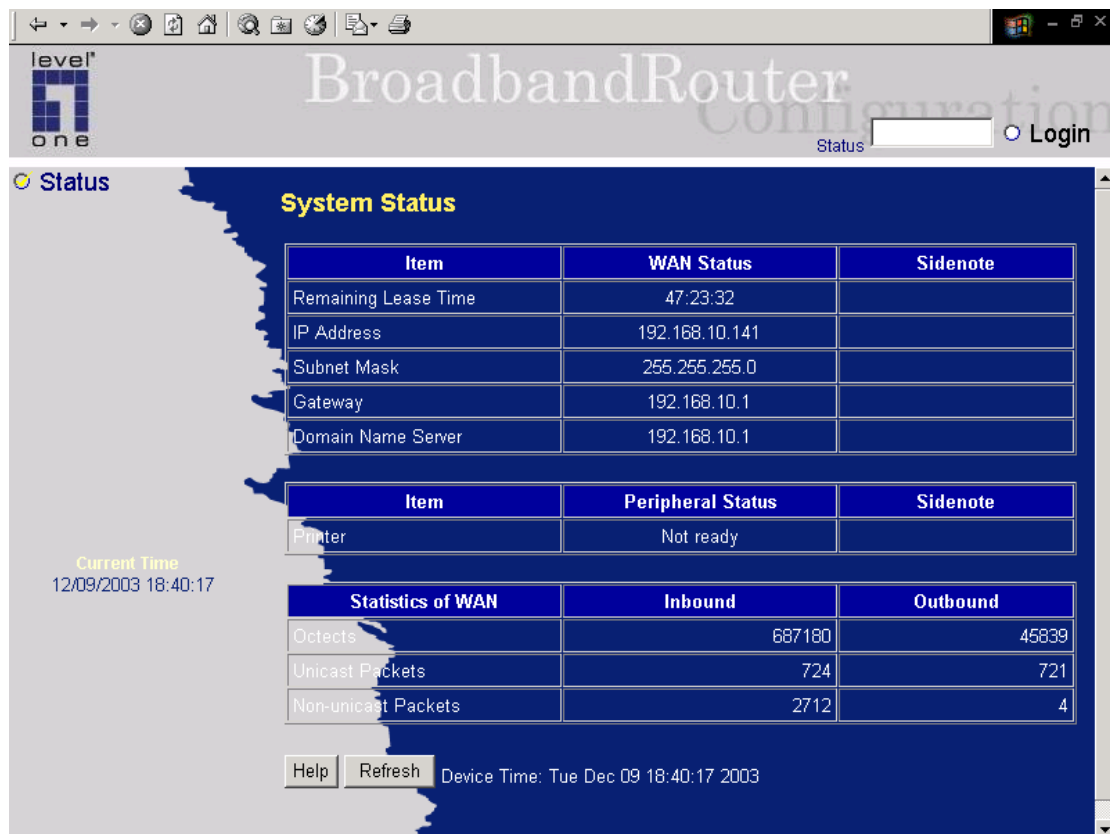 level
one
BroadbandRouter
Configuration
Status
Login
Status
System Status
Item WAN Status Sidenote
Remaining Lease Time 47:23:32
IP Address 192.168.10.141
Subnet Mask 255.255.255.0
Gateway 192.168.10.1
Domain Name Server 192.168.10.1
Item Peripheral Status Sidenote
Printer Not ready
Current Time
12/09/2003 18:40:17
Statistics of WAN Inbound Outbound
Octects 687180 45839
Unicast Packets 724 721
Non-unicast Packets 2712 4
Help Refresh Device Time: Tue Dec 09 18:40:17 2003